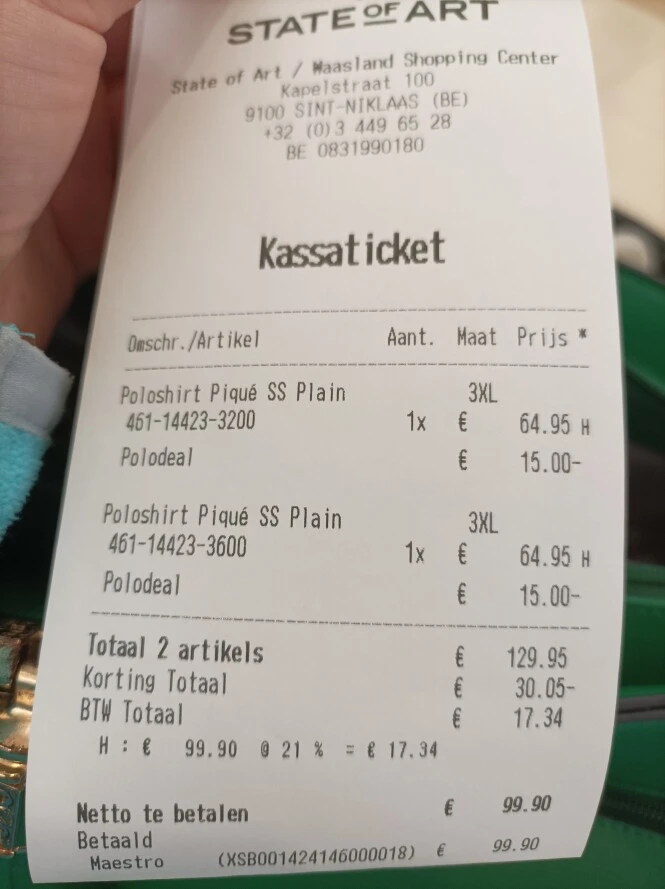 STATE OF ART
State of Art / Waasland Shopping Center
Kapelstraat 100
9100 SINT-NIKLAAS (BE)
+32 (0)3 449 65 28
BE 0831990180
Kassaticket
Omschr./Artikel Aant. Maat Prijs *
Poloshirt Piqué SS Plain 3XL
461-14423-3200 1x € 64.95 H
Polodeal € 15.00-
Poloshirt Piqué SS Plain 3XL
461-14423-3600 1x € 64.95 H
Polodeal € 15.00-
Totaal 2 artikels € 129.95
Korting Totaal € 30.05-
BTW Totaal € 17.34
H : € 99.90 @ 21 % = € 17.34
Netto te betalen € 99.90
Betaald
Maestro (XSB001424146000018) € 99.90